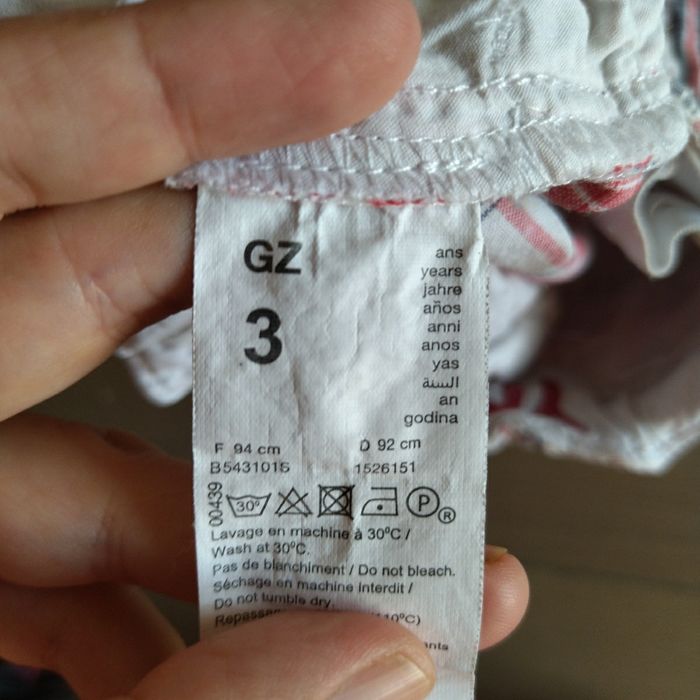 GZ
3
ans
years
jahre
años
anni
anos
yas
السنة
an
godina
F 94 cm D 92 cm
B5431015 1526151
00439
30° P ®
Lavage en machine à 30ºC /
Wash at 30ºC.
Pas de blanchiment / Do not bleach.
Séchage en machine interdit /
Do not tumble dry.